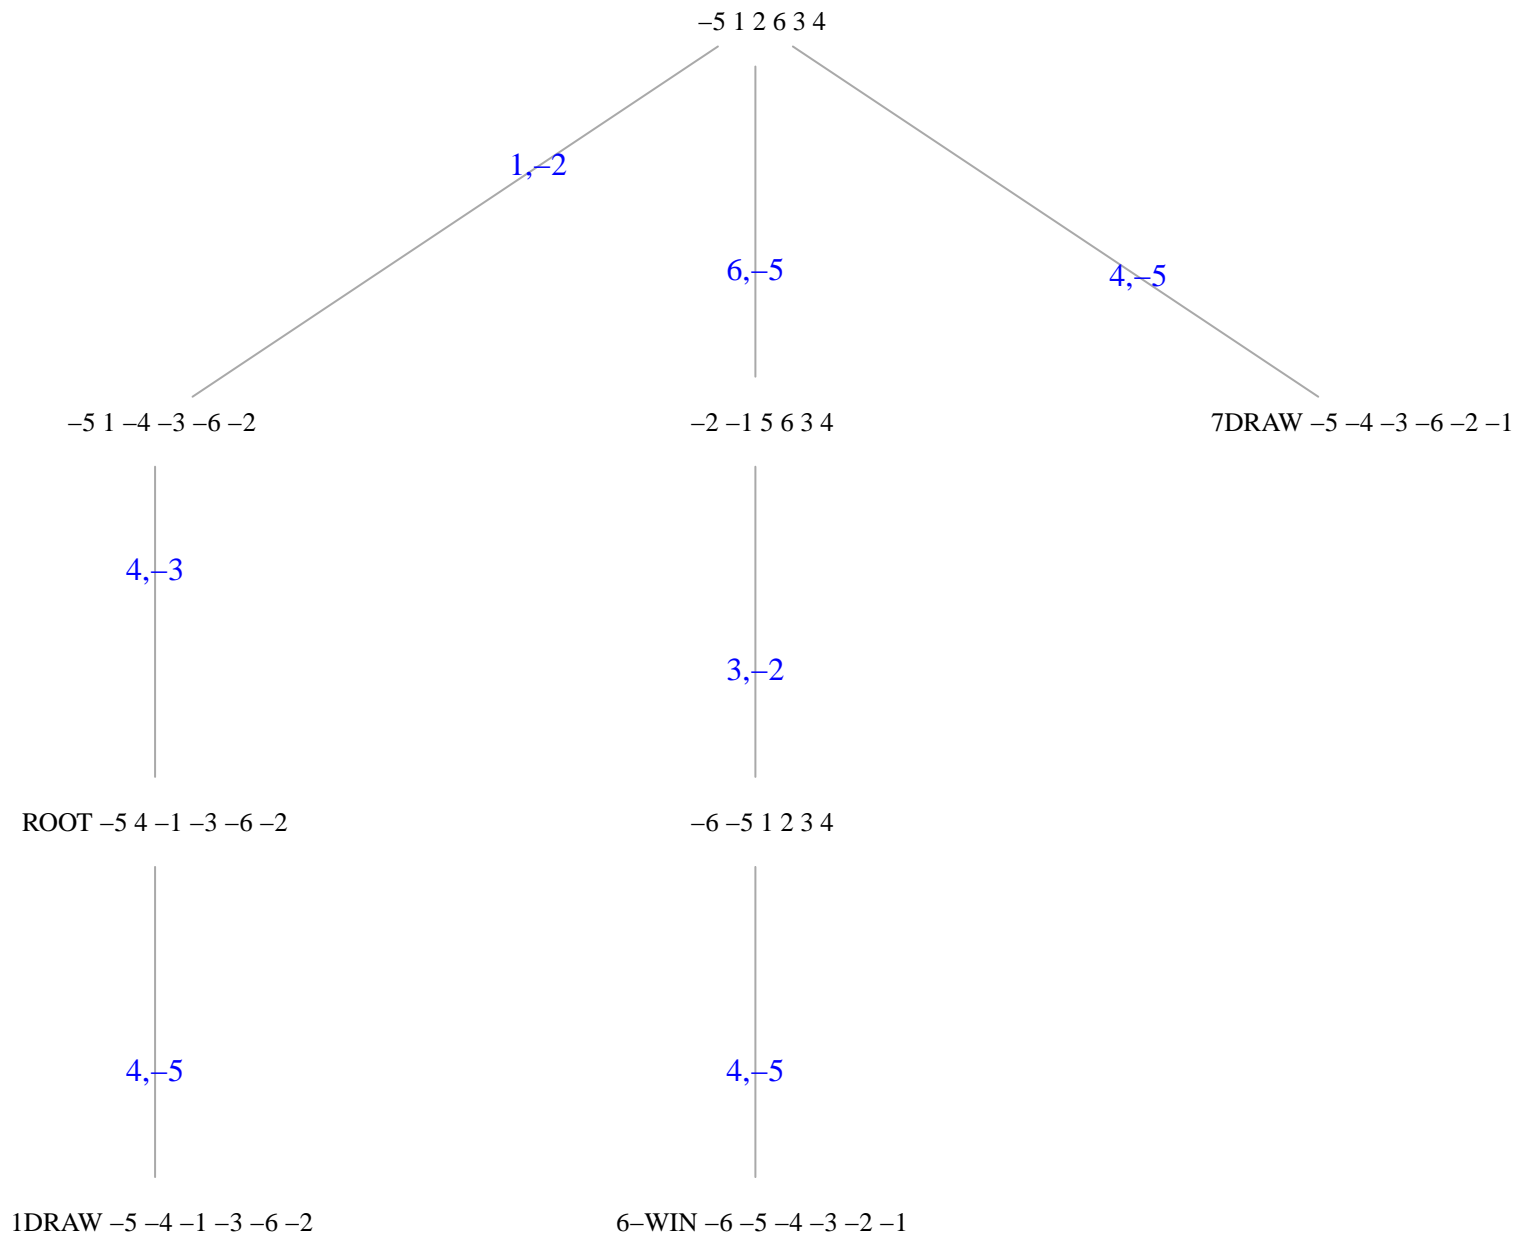 –5 1 2 6 3 4
1,–2
6,–5
4,–5
–5 1 –4 –3 –6 –2
–2 –1 5 6 3 4
7DRAW –5 –4 –3 –6 –2 –1
4,–3
3,–2
ROOT –5 4 –1 –3 –6 –2
–6 –5 1 2 3 4
4,–5
4,–5
1DRAW –5 –4 –1 –3 –6 –2
6–WIN –6 –5 –4 –3 –2 –1